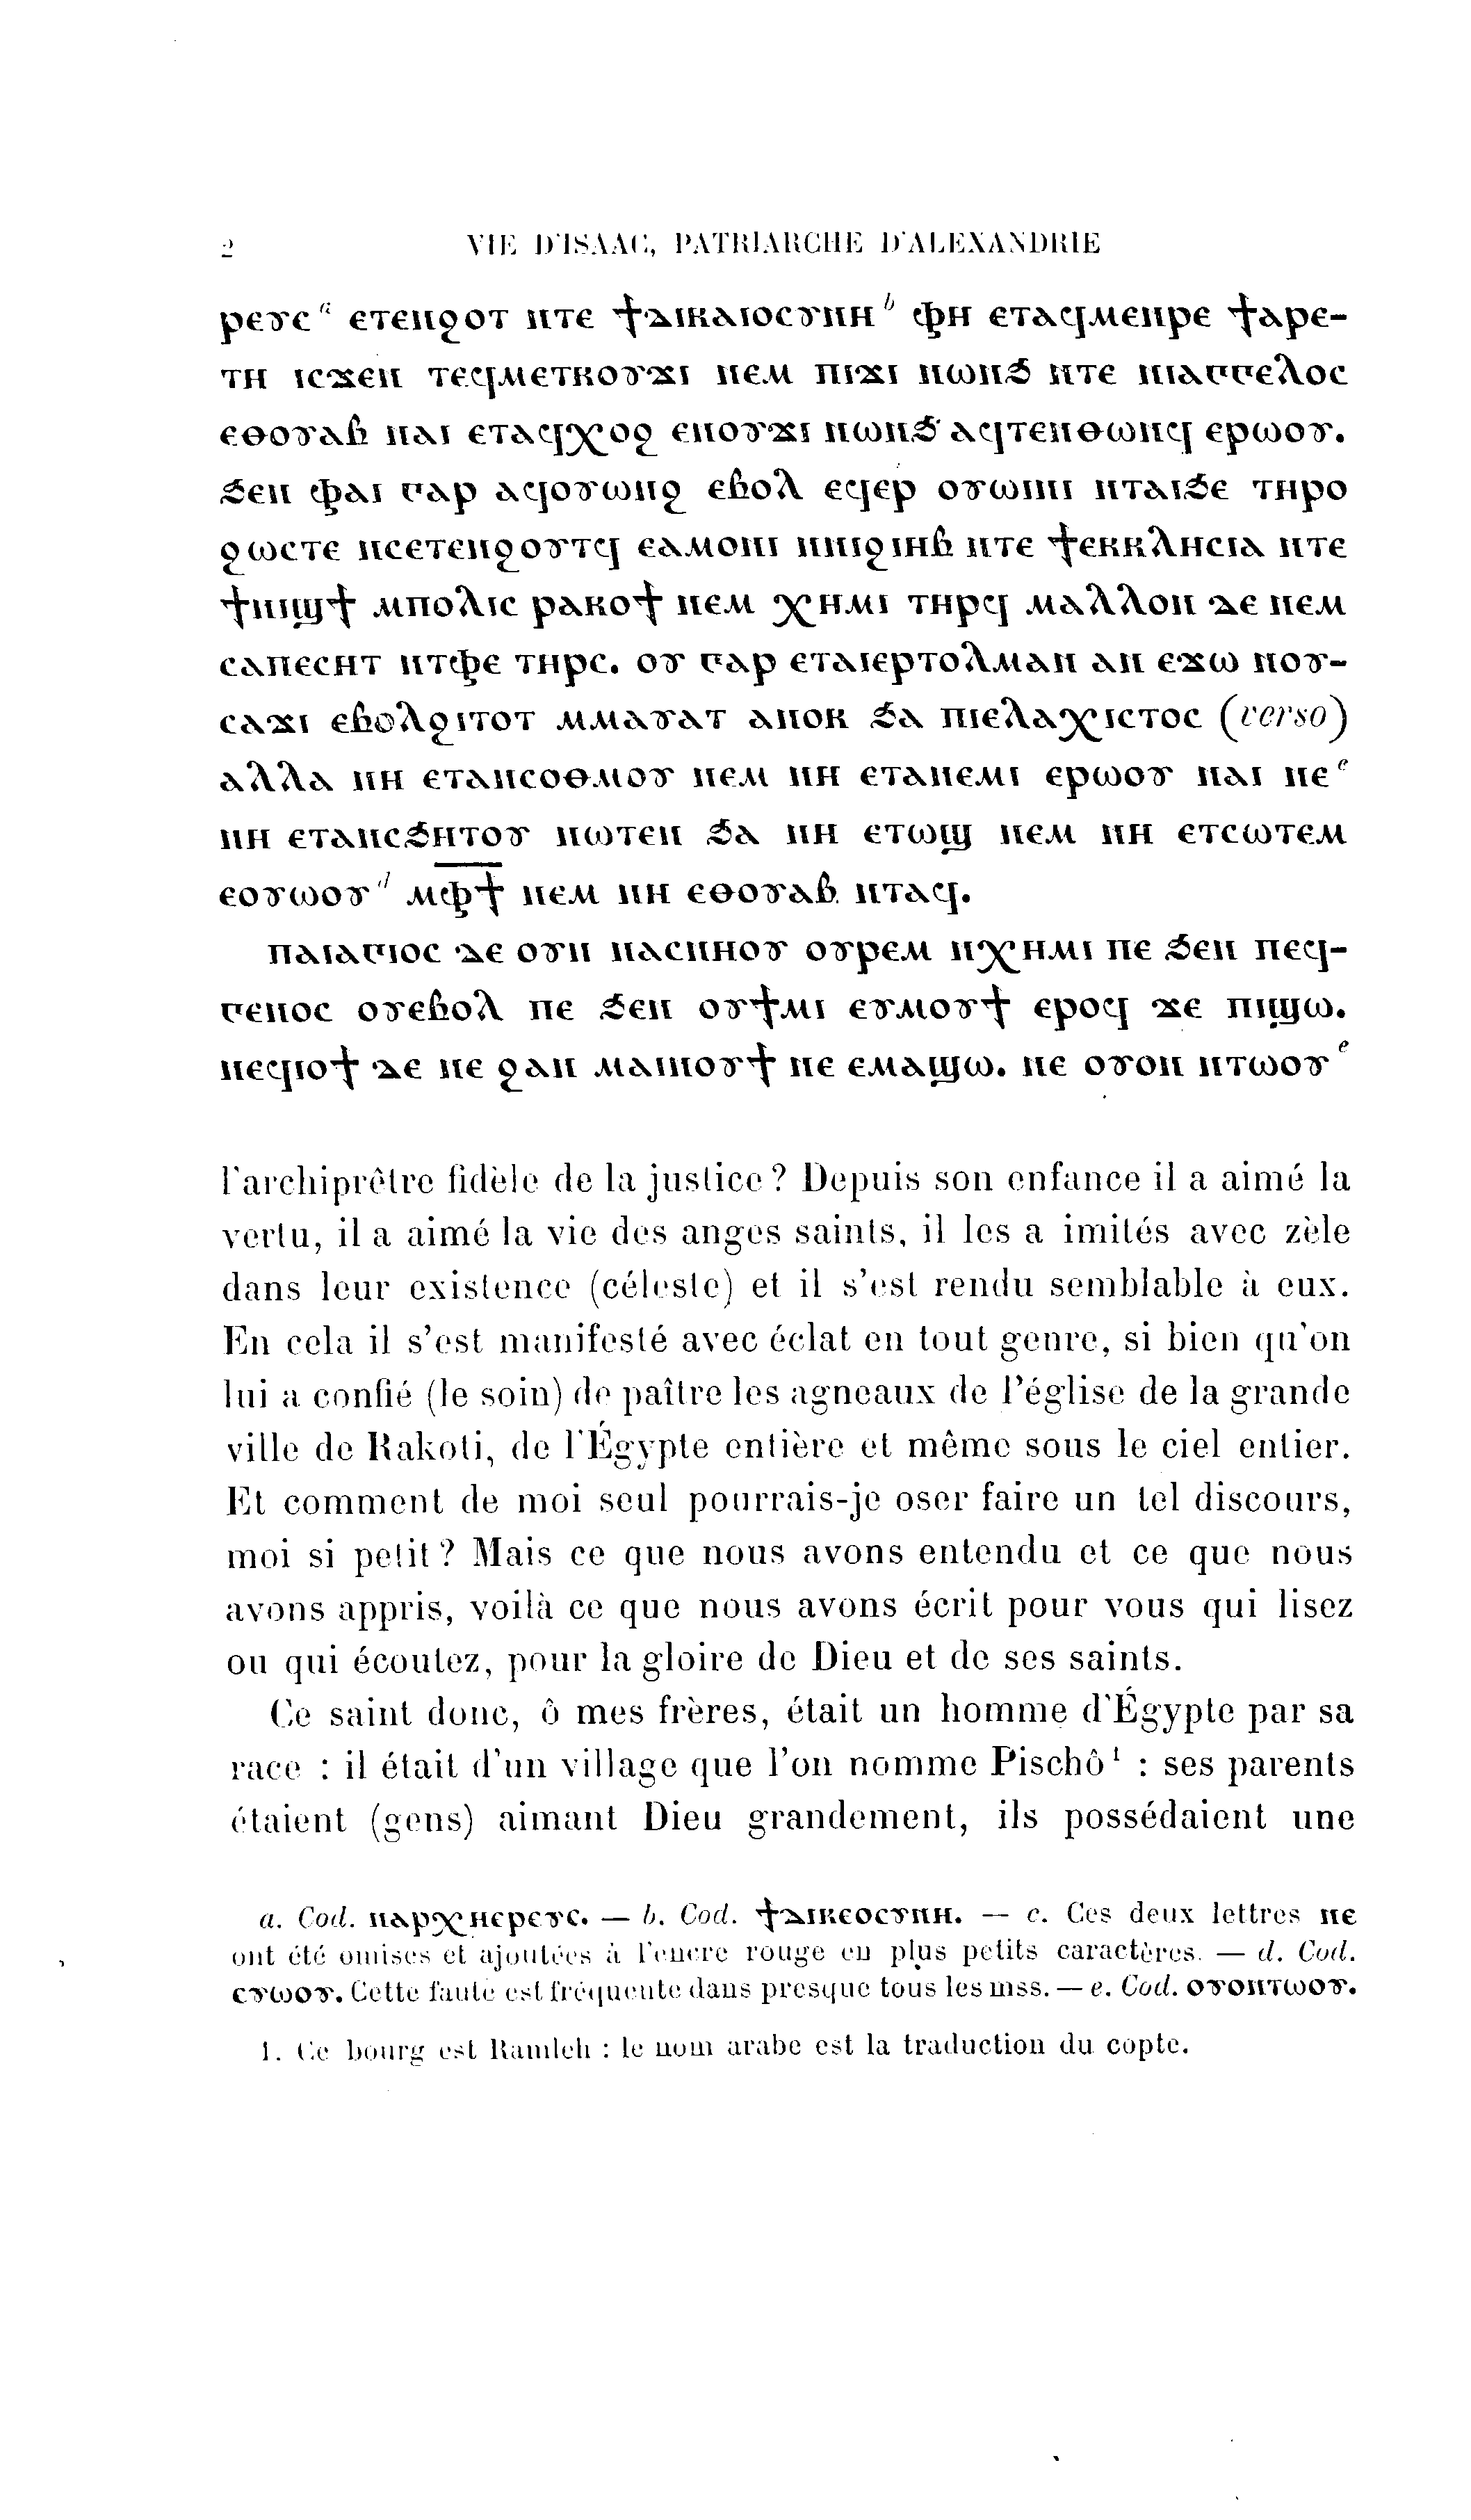 2 VIE D'ISAAC, PATRIARCHE D'ALEXANDRIE
ⲣⲉⲩⲥ a ⲉⲧⲉⲛϩⲟⲧ ⲛⲧⲉ ϯⲇⲓⲕⲁⲓⲟⲥⲩⲛⲏ b ⲫⲏ ⲉⲧⲁϥⲙⲉⲛⲣⲉ ϯⲁⲣⲉ-
ⲧⲏ ⲓⲥϫⲉⲛ ⲧⲉϥⲙⲉⲧⲕⲟⲩϫⲓ ⲛⲉⲙ ⲡⲓϫⲓ ⲛⲱⲛϧ ⲛⲧⲉ ⲛⲓⲁⲅⲅⲉⲗⲟⲥ
ⲉⲑⲟⲩⲁⲃ ⲛⲁⲓ ⲉⲧⲁϥⲭⲟϩ ⲉⲡⲟⲩϫⲓ ⲛⲱⲛϧ ⲁϥⲧⲉⲛⲑⲱⲛϥ ⲉⲣⲱⲟⲩ.
ϧⲉⲛ ⲫⲁⲓ ⲅⲁⲣ ⲁϥⲟⲩⲱⲛϩ ⲉⲃⲟⲗ ⲉϥⲉⲣ ⲟⲩⲱⲓⲛⲓ ⲛⲧⲁⲓϧⲉ ⲧⲏⲣⲟ
ϩⲱⲥⲧⲉ ⲛⲥⲉⲧⲉⲛϩⲟⲩⲧϥ ⲉⲁⲙⲟⲛⲓ ⲛⲛⲓϩⲓⲏⲃ ⲛⲧⲉ ϯⲉⲕⲕⲗⲏⲥⲓⲁ ⲛⲧⲉ
ϯⲛⲓϣϯ ⲙⲡⲟⲗⲓⲥ ⲣⲁⲕⲟϯ ⲛⲉⲙ ⲭⲏⲙⲓ ⲧⲏⲣϥ ⲙⲁⲗⲗⲟⲛ ⲇⲉ ⲛⲉⲙ
ⲥⲁⲡⲉⲥⲏⲧ ⲛⲧⲫⲉ ⲧⲏⲣⲥ. ⲟⲩ ⲅⲁⲣ ⲉⲧⲁⲓⲉⲣⲧⲟⲗⲙⲁⲛ ⲁⲛ ⲉϫⲱ ⲛⲟⲩ-
ⲥⲁϫⲓ ⲉⲃⲟⲗϩⲓⲧⲟⲧ ⲙⲙⲁⲩⲁⲧ ⲁⲛⲟⲕ ϧⲁ ⲡⲓⲉⲗⲁⲭⲓⲥⲧⲟⲥ (verso)
ⲁⲗⲗⲁ ⲛⲏ ⲉⲧⲁⲛⲥⲟⲑⲙⲟⲩ ⲛⲉⲙ ⲛⲏ ⲉⲧⲁⲛⲉⲙⲓ ⲉⲣⲱⲟⲩ ⲛⲁⲓ ⲛⲉ c
ⲛⲏ ⲉⲧⲁⲛⲥϧⲏⲧⲟⲩ ⲛⲱⲧⲉⲛ ϧⲁ ⲛⲏ ⲉⲧⲱϣ ⲛⲉⲙ ⲛⲏ ⲉⲧⲥⲱⲧⲉⲙ
ⲉⲟⲩⲱⲟⲩ d ⲙ̅ⲫ̅ϯ̅ ⲛⲉⲙ ⲛⲏ ⲉⲑⲟⲩⲁⲃ ⲛⲧⲁϥ.
ⲡⲁⲓⲁⲅⲓⲟⲥ ⲇⲉ ⲟⲩⲛ ⲛⲁⲥⲛⲏⲟⲩ ⲟⲩⲣⲉⲙ ⲛⲭⲏⲙⲓ ⲡⲉ ϧⲉⲛ ⲡⲉϥ-
ⲅⲉⲛⲟⲥ ⲟⲩⲉⲃⲟⲗ ⲡⲉ ϧⲉⲛ ⲟⲩϯⲙⲓ ⲉⲩⲙⲟⲩϯ ⲉⲣⲟϥ ϫⲉ ⲡⲓϣⲱ.
ⲛⲉϥⲓⲟϯ ⲇⲉ ⲛⲉ ϩⲁⲛ ⲙⲁⲓⲛⲟⲩϯ ⲛⲉ ⲉⲙⲁϣⲱ. ⲛⲉ ⲟⲩⲟⲛ ⲛⲧⲱⲟⲩ e
l'archiprêtre fidèle de la justice? Depuis son enfance il a aimé la
vertu, il a aimé la vie des anges saints, il les a imités avec zèle
dans leur existence (céleste) et il s'est rendu semblable à eux.
En cela il s'est manifesté avec éclat en tout genre, si bien qu'on
lui a confié (le soin) de paître les agneaux de l'église de la grande
ville de Rakoti, de l'Égypte entière et même sous le ciel entier.
Et comment de moi seul pourrais-je oser faire un tel discours,
moi si petit? Mais ce que nous avons entendu et ce que nous
avons appris, voilà ce que nous avons écrit pour vous qui lisez
ou qui écoutez, pour la gloire de Dieu et de ses saints.
Ce saint donc, ô mes frères, était un homme d'Égypte par sa
race : il était d'un village que l'on nomme Pischô¹ : ses parents
étaient (gens) aimant Dieu grandement, ils possédaient une
a. Cod. ⲡⲁⲣⲭⲏⲉⲣⲉⲩⲥ. — b. Cod. ϯⲇⲓⲕⲉⲟⲥⲩⲛⲏ. — c. Ces deux lettres ⲛⲉ
ont été omises et ajoutées à l'encre rouge en plus petits caractères. — d. Cod.
ⲉⲩⲱⲟⲩ. Cette faute est fréquente dans presque tous les mss. — e. Cod. ⲟⲩⲟⲛⲧⲱⲟⲩ.
1. Ce bourg est Ramleh : le nom arabe est la traduction du copte.